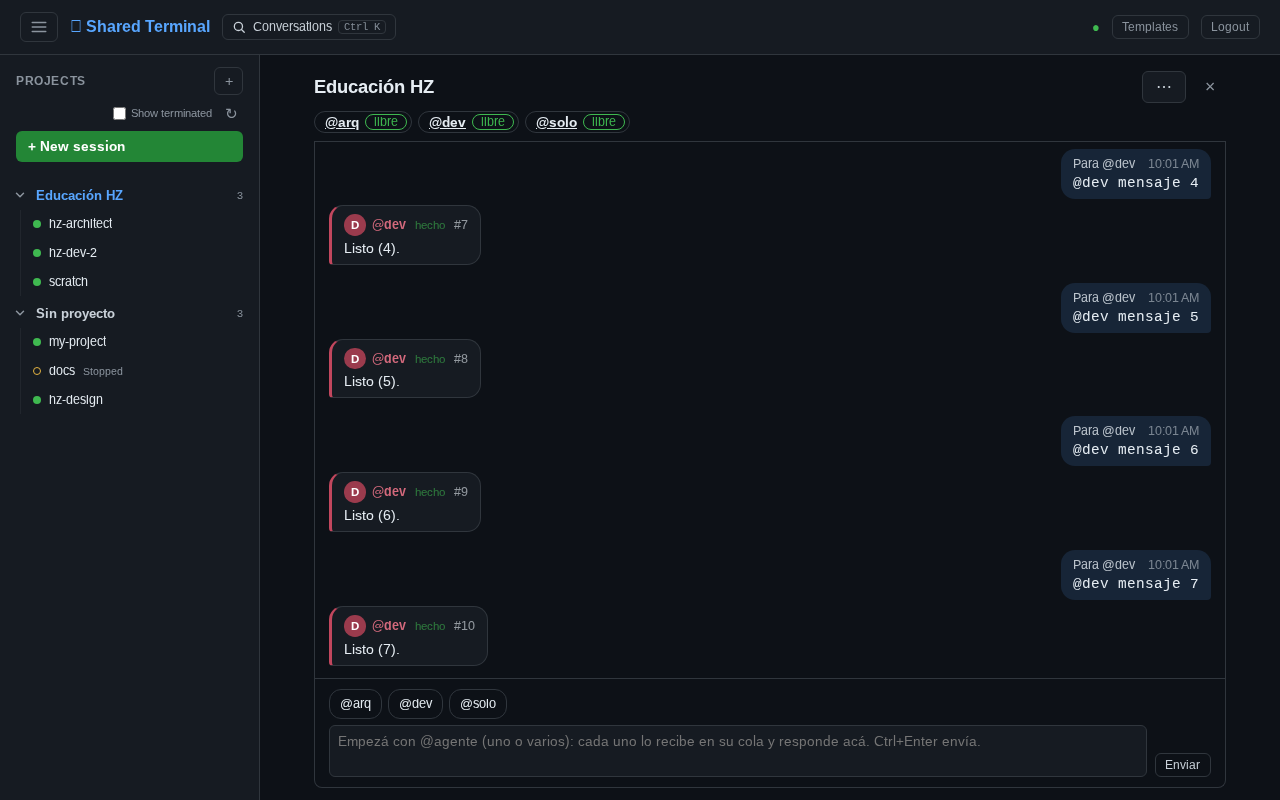 Shared Terminal
Conversations Ctrl K
Templates
Logout
PROJECTS
+
Show terminated ↻
+ New session
Educación HZ 3
hz-architect
hz-dev-2
scratch
Sin proyecto 3
my-project
docs Stopped
hz-design
Educación HZ
⋯ ×
@arq libre @dev libre @solo libre
Para @dev 10:01 AM
@dev mensaje 4
D @dev hecho #7
Listo (4).
Para @dev 10:01 AM
@dev mensaje 5
D @dev hecho #8
Listo (5).
Para @dev 10:01 AM
@dev mensaje 6
D @dev hecho #9
Listo (6).
Para @dev 10:01 AM
@dev mensaje 7
D @dev hecho #10
Listo (7).
@arq @dev @solo
Empezá con @agente (uno o varios): cada uno lo recibe en su cola y responde acá. Ctrl+Enter envía.
Enviar